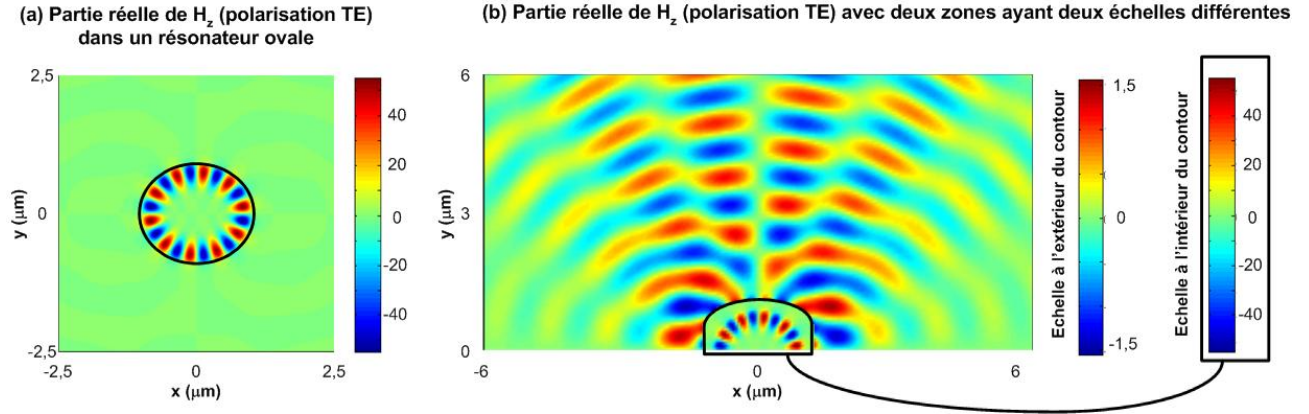 (a) Partie réelle de Hz (polarisation TE)
dans un résonateur ovale
2,5
0
-2,5
y (μm)
-2,5
0
2,5
x (μm)
40
20
0
-20
-40
(b) Partie réelle de Hz (polarisation TE) avec deux zones ayant deux échelles différentes
6
3
0
y (μm)
-6
0
6
x (μm)
Echelle à l'extérieur du contour
1,5
0
-1,5
Echelle à l'intérieur du contour
40
20
0
-20
-40